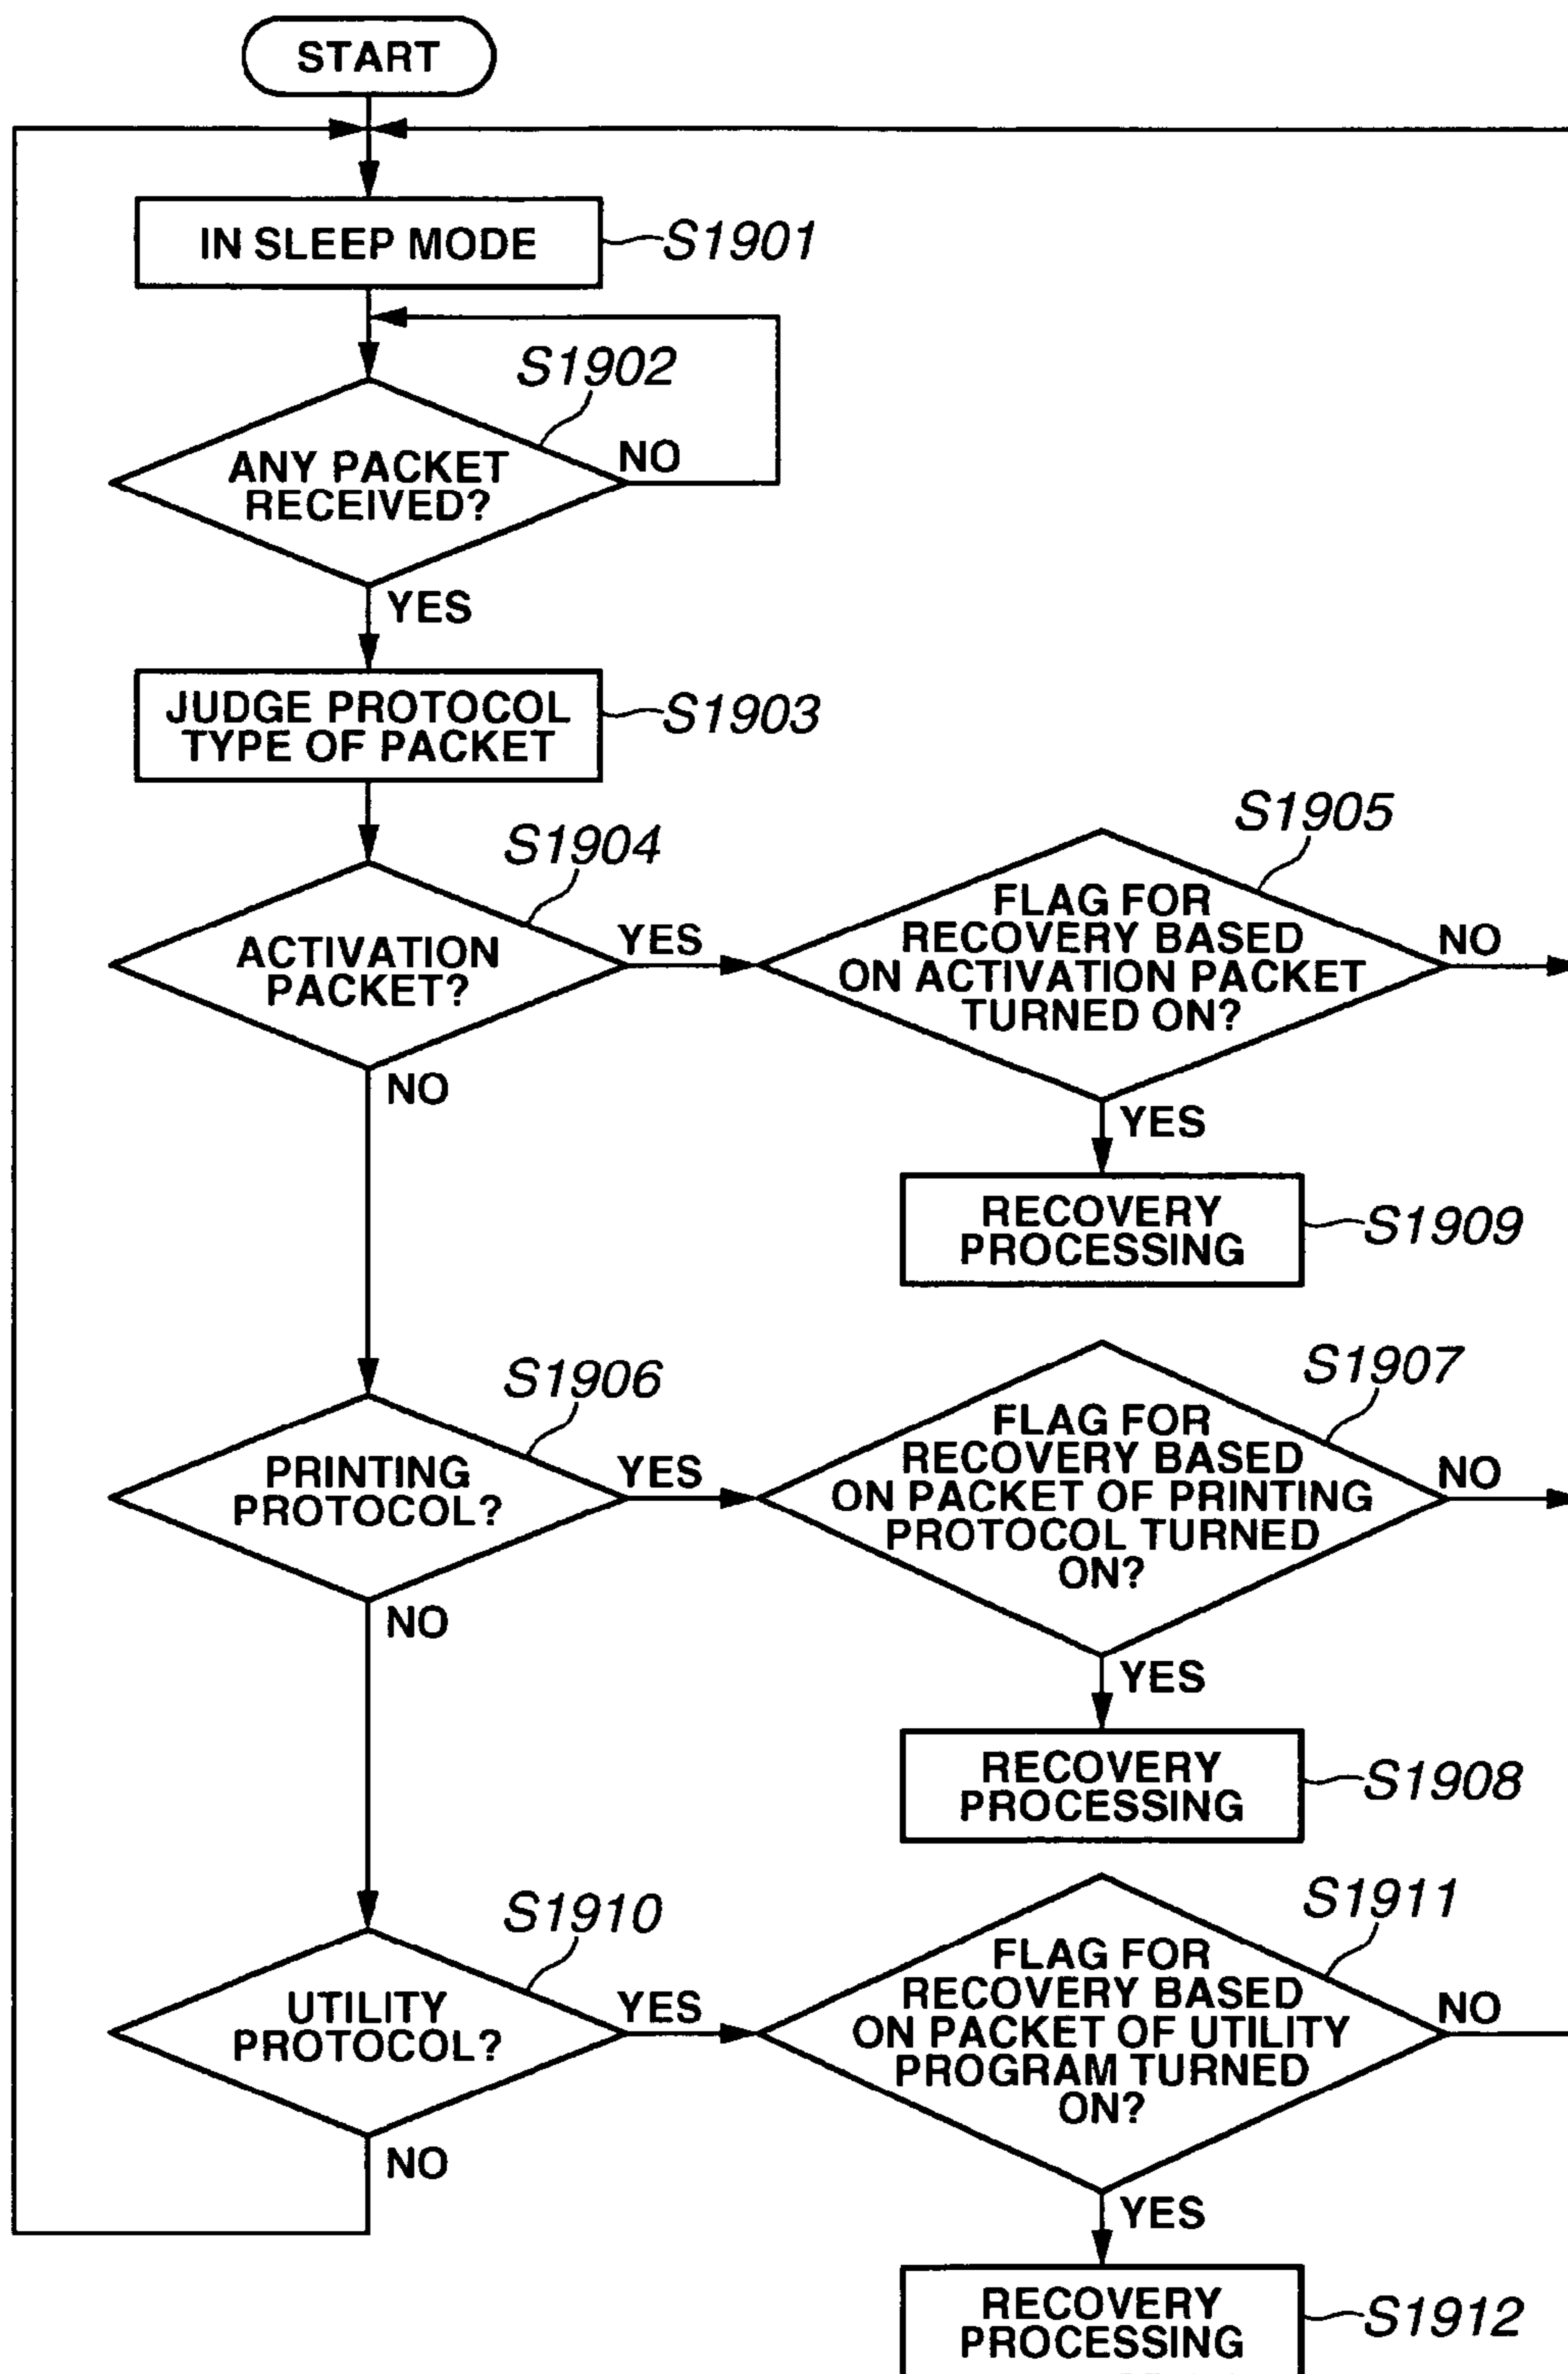 START
IN SLEEP MODE
S1901
S1902
ANY PACKET
RECEIVED?
NO
YES
JUDGE PROTOCOL
TYPE OF PACKET
S1903
S1904
ACTIVATION
PACKET?
YES
NO
S1905
FLAG FOR
RECOVERY BASED
ON ACTIVATION PACKET
TURNED ON?
NO
YES
RECOVERY
PROCESSING
S1909
S1906
PRINTING
PROTOCOL?
YES
NO
S1907
FLAG FOR
RECOVERY BASED
ON PACKET OF PRINTING
PROTOCOL TURNED
ON?
NO
YES
RECOVERY
PROCESSING
S1908
S1910
UTILITY
PROTOCOL?
YES
NO
S1911
FLAG FOR
RECOVERY BASED
ON PACKET OF UTILITY
PROGRAM TURNED
ON?
NO
YES
RECOVERY
PROCESSING
S1912